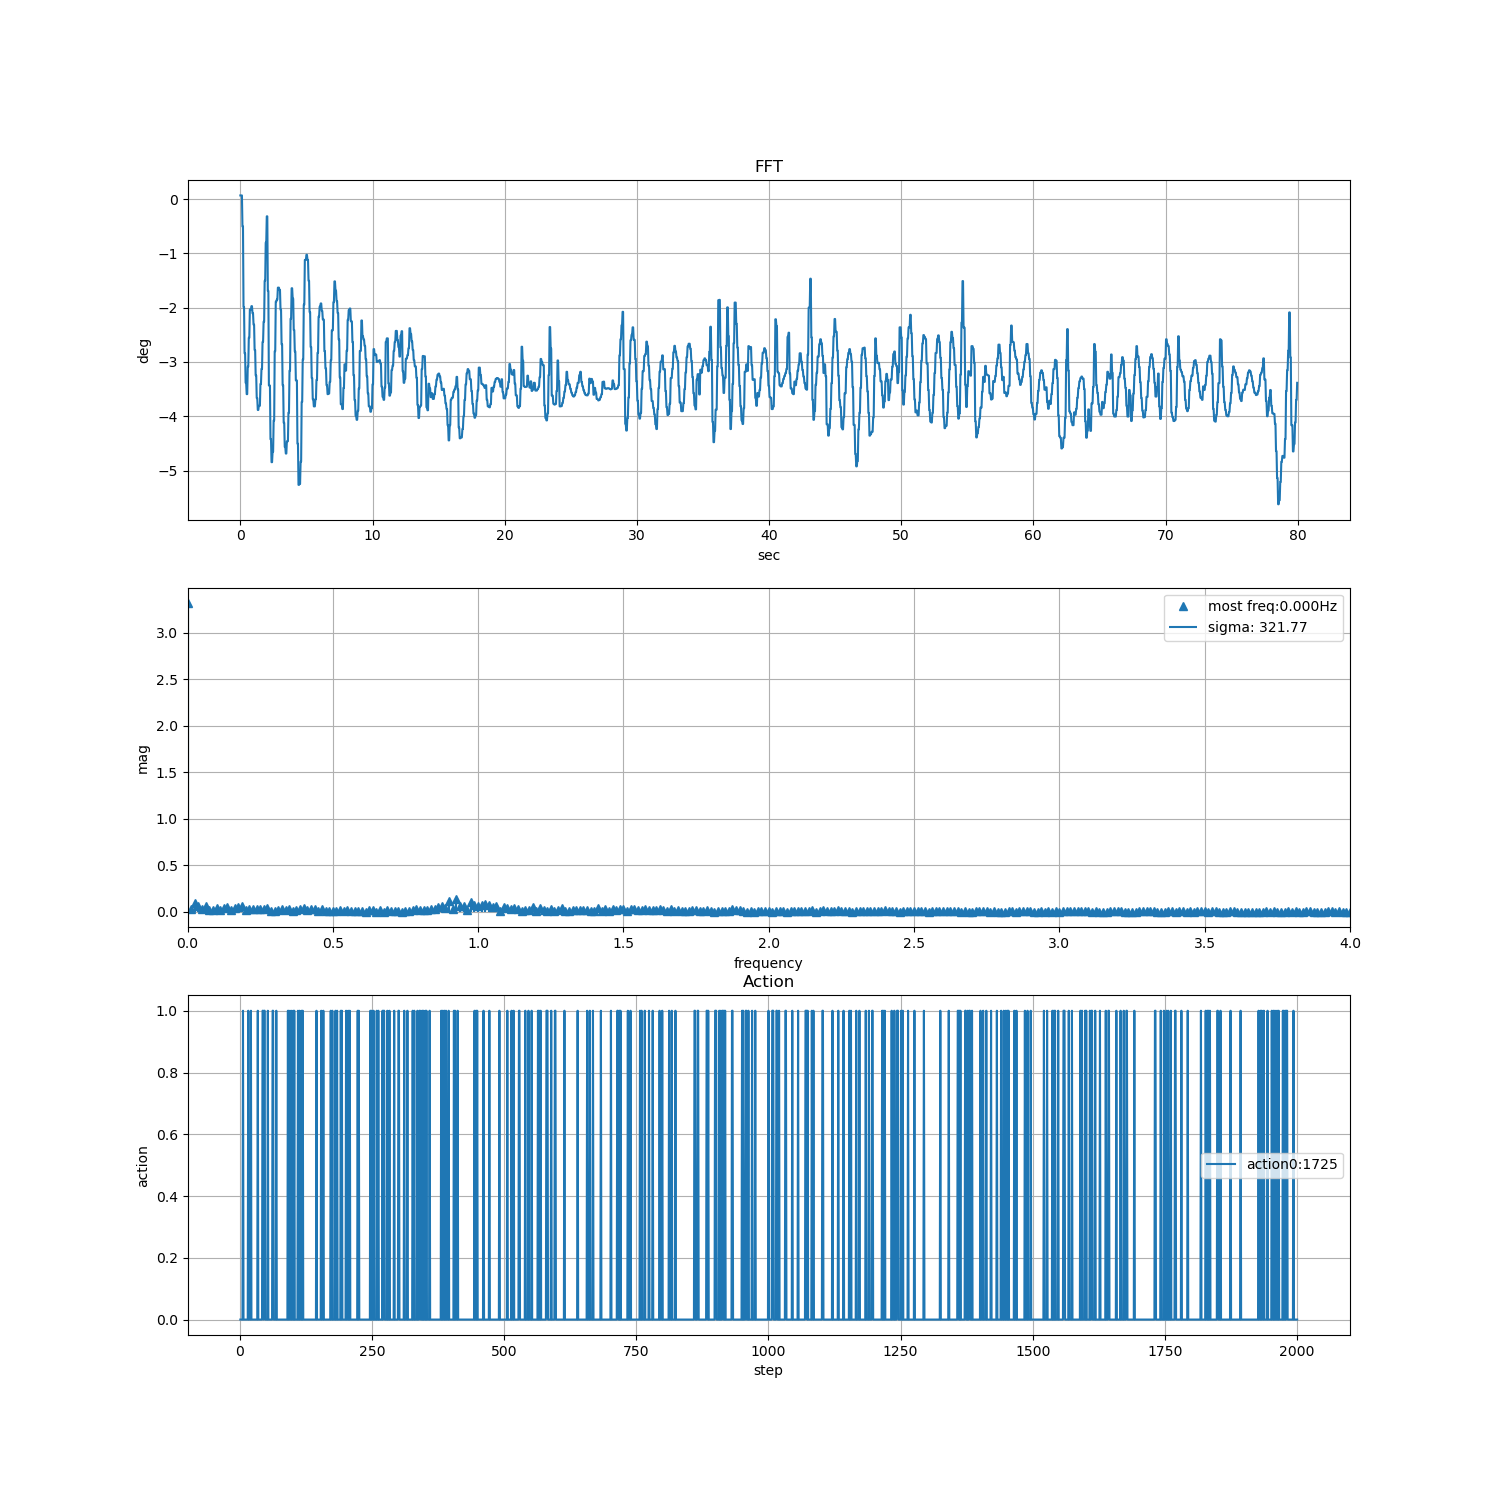 FFT
0
−1
−2
−3
−4
−5
deg
0 10 20 30 40 50 60 70 80
sec
most freq:0.000Hz
sigma: 321.77
3.0
2.5
2.0
1.5
1.0
0.5
0.0
mag
0.0 0.5 1.0 1.5 2.0 2.5 3.0 3.5 4.0
frequency
Action
1.0
0.8
0.6
0.4
0.2
0.0
action
action0:1725
0 250 500 750 1000 1250 1500 1750 2000
step